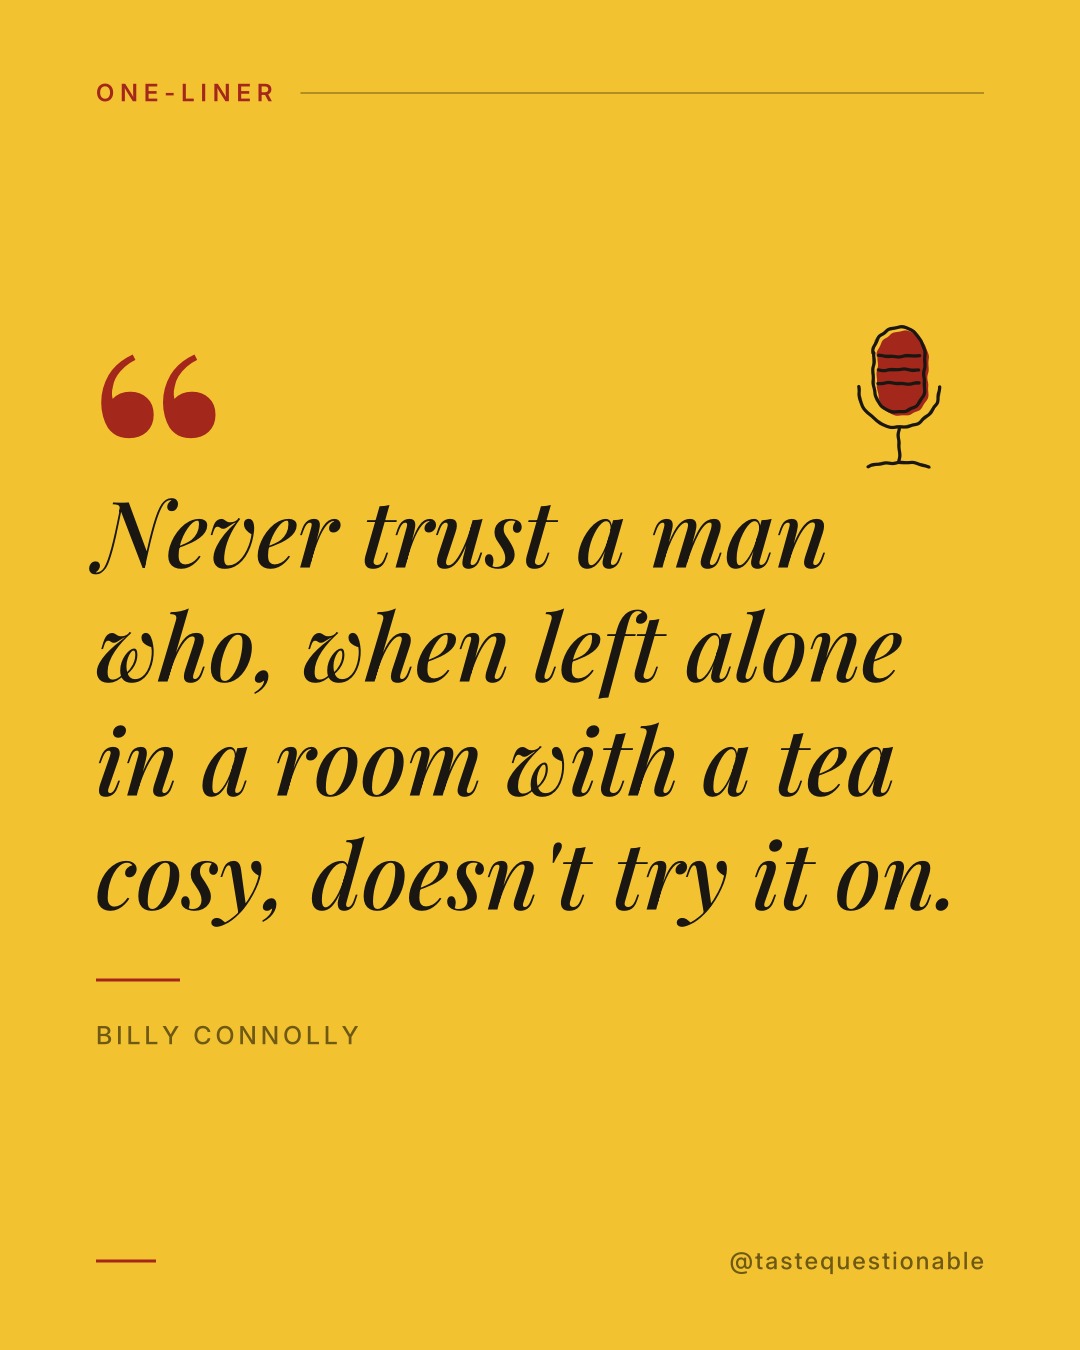 ONE-LINER
“
Never trust a man
who, when left alone
in a room with a tea
cosy, doesn't try it on.
BILLY CONNOLLY
@tastequestionable